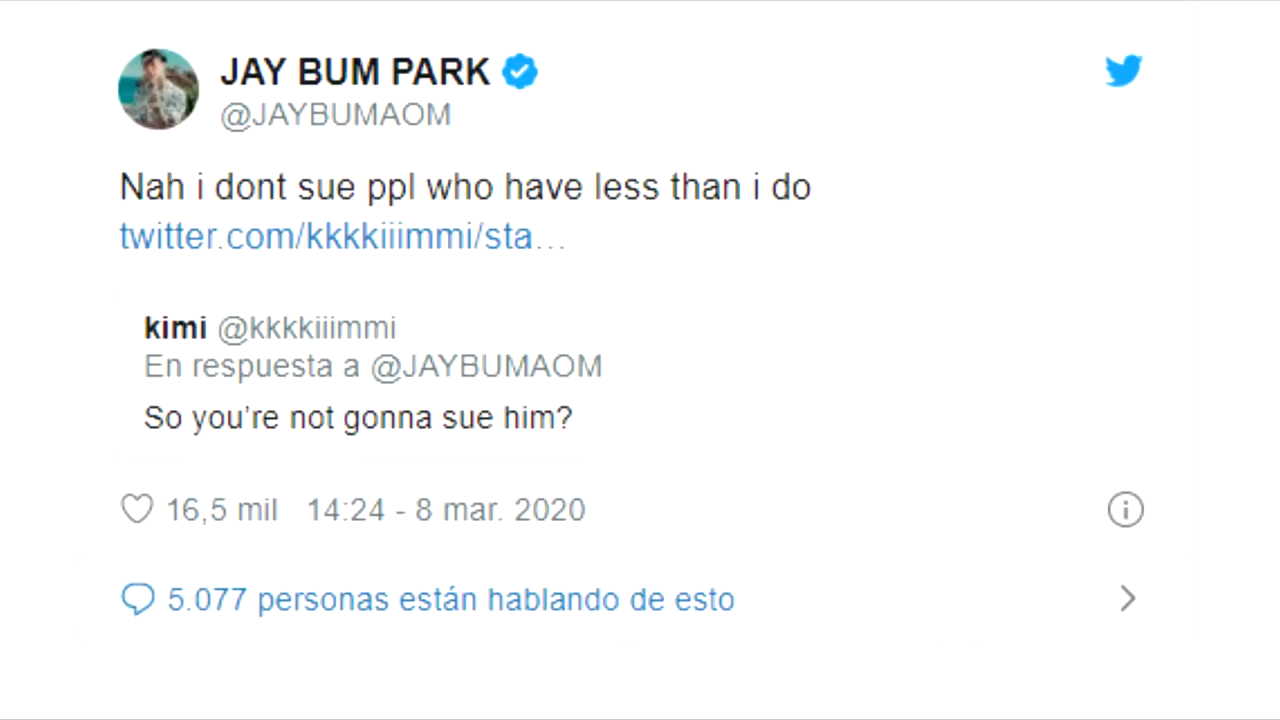 JAY BUM PARK
@JAYBUMAOM
Nah i dont sue ppl who have less than i do
twitter.com/kkkkiiimmi/sta…
kimi @kkkkiiimmi
En respuesta a @JAYBUMAOM
So you're not gonna sue him?
16,5 mil 14:24 - 8 mar. 2020
5.077 personas están hablando de esto